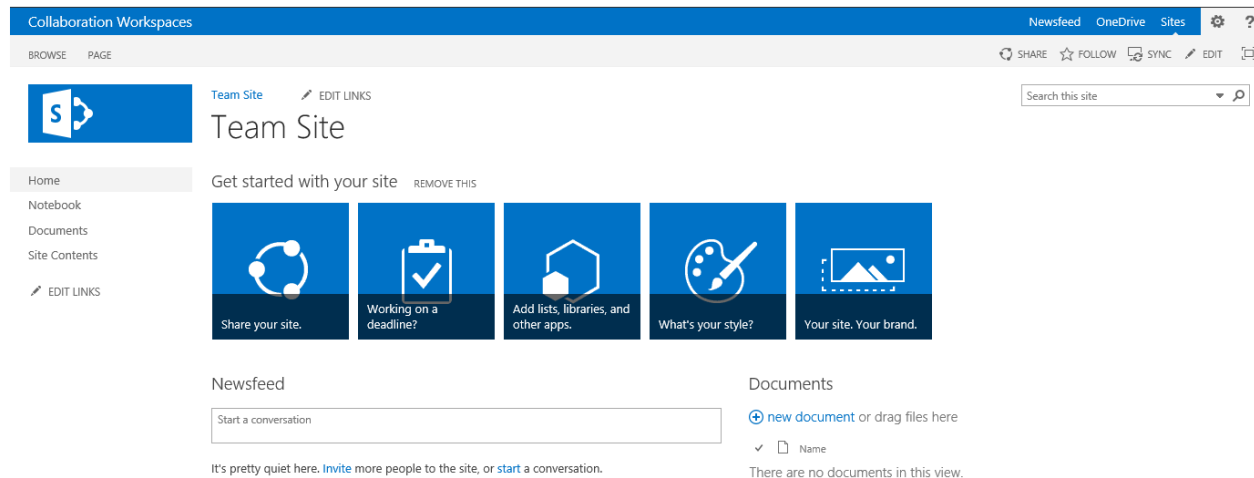 Collaboration Workspaces
Newsfeed OneDrive Sites ?
BROWSE PAGE
SHARE FOLLOW SYNC EDIT
S
Team Site EDIT LINKS
Search this site
Team Site
Home
Notebook
Documents
Site Contents
EDIT LINKS
Get started with your site REMOVE THIS
Share your site.
Working on a
deadline?
Add lists, libraries, and
other apps.
What's your style?
Your site. Your brand.
Newsfeed
Start a conversation
It's pretty quiet here. Invite more people to the site, or start a conversation.
Documents
new document or drag files here
Name
There are no documents in this view.